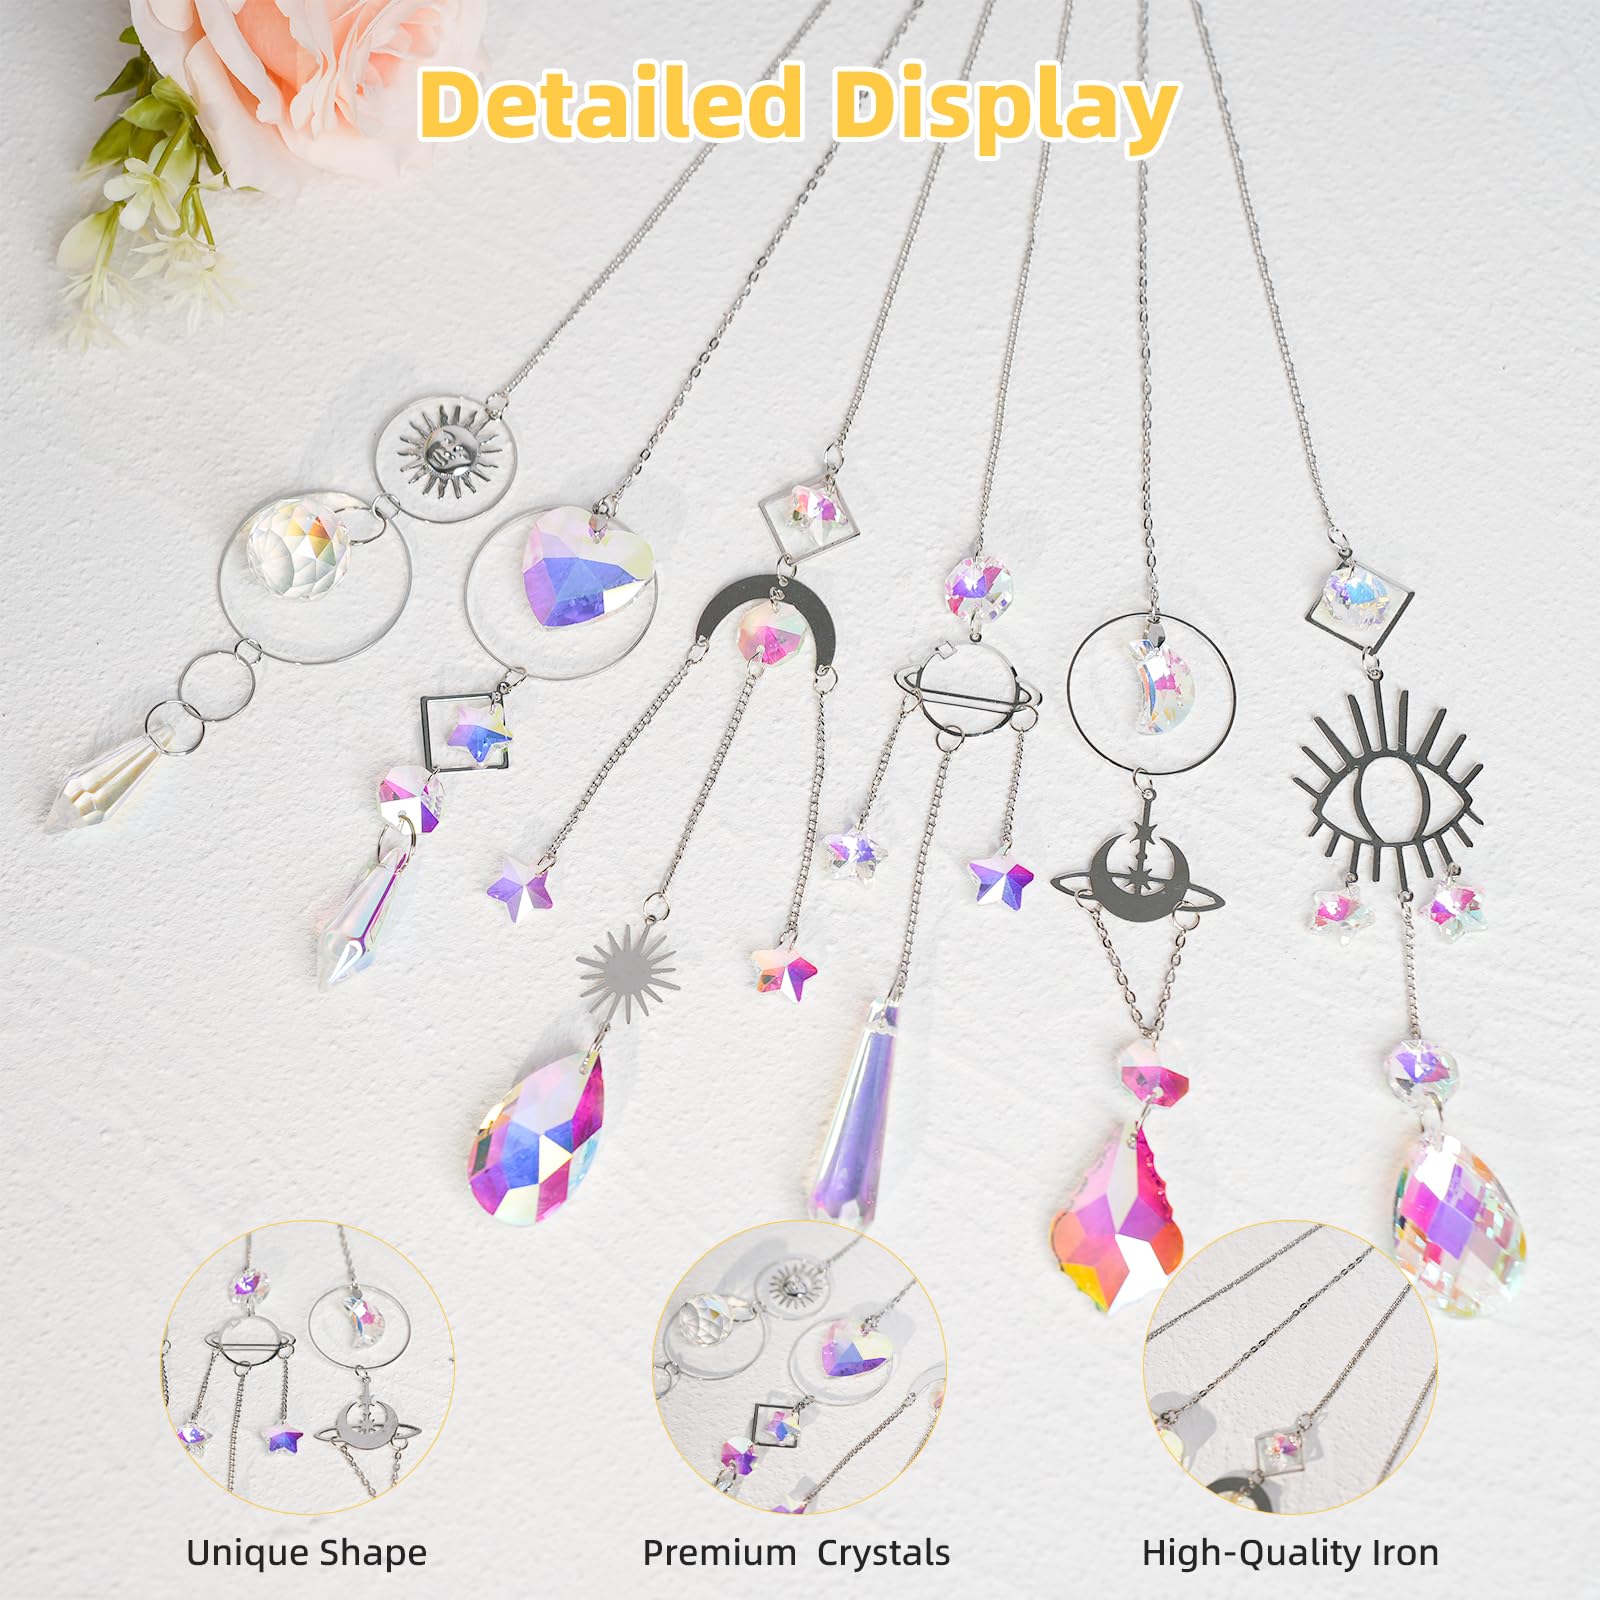 Detailed Display
Unique Shape
Premium Crystals
High-Quality Iron